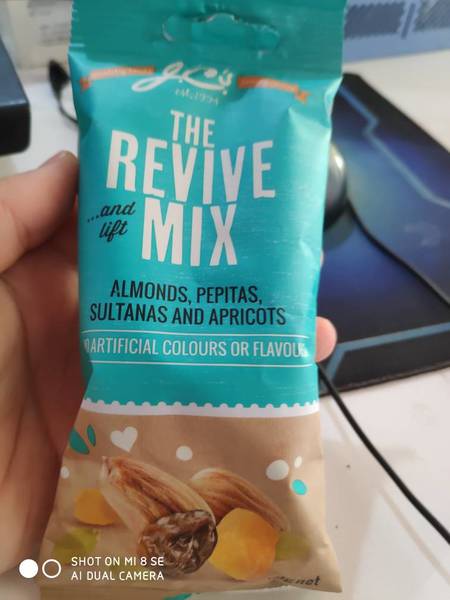 J.C.'s
THE
REVIVE
...and
lift
MIX
ALMONDS, PEPITAS,
SULTANAS AND APRICOTS
ARTIFICIAL COLOURS OR FLAVOU
net
SHOT ON MI 8 SE
AI DUAL CAMERA